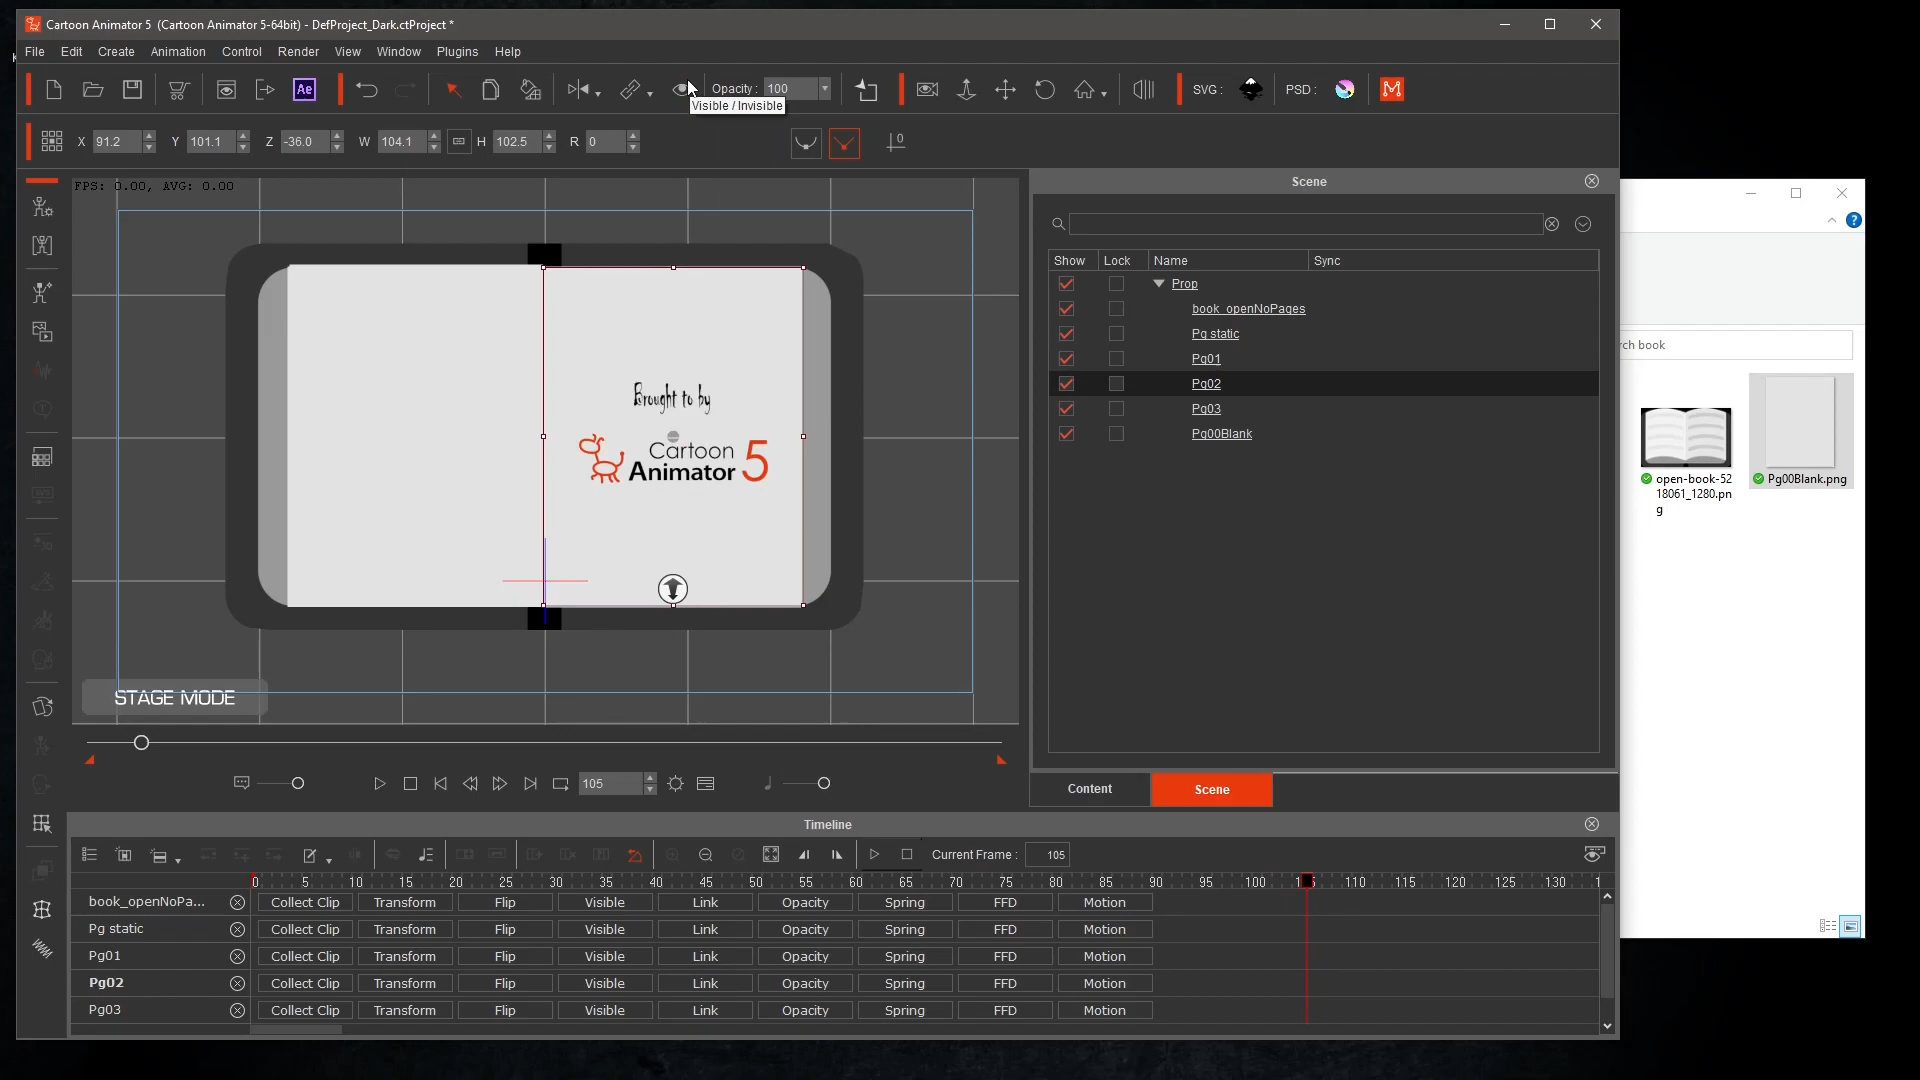 Cartoon Animator 5 (Cartoon Animator 5-64bit) - DefProject_Dark.ctProject *
File Edit Create Animation Control Render View Window Plugins Help
Ae
Opacity : 100
SVG :
PSD :
Visible / Invisible
X 91.2 Y 101.1 Z -36.0 W 104.1 H 102.5 R 0
0
FPS: 0.00, AVG: 0.00
Brought to by
Cartoon
Animator 5
STAGE MODE
105
Scene
Show Lock Name Sync
Prop
book_openNoPages
Pg static
Pg01
Pg02
Pg03
Pg00Blank
Content Scene
rch book
open-book-52
18061_1280.pn
g
Pg00Blank.png
Timeline
Current Frame : 105
0 5 10 15 20 25 30 35 40 45 50 55 60 65 70 75 80 85 90 95 100 110 115 120 125 130
book_openNoPa... Collect Clip Transform Flip Visible Link Opacity Spring FFD Motion
Pg static Collect Clip Transform Flip Visible Link Opacity Spring FFD Motion
Pg01 Collect Clip Transform Flip Visible Link Opacity Spring FFD Motion
Pg02 Collect Clip Transform Flip Visible Link Opacity Spring FFD Motion
Pg03 Collect Clip Transform Flip Visible Link Opacity Spring FFD Motion